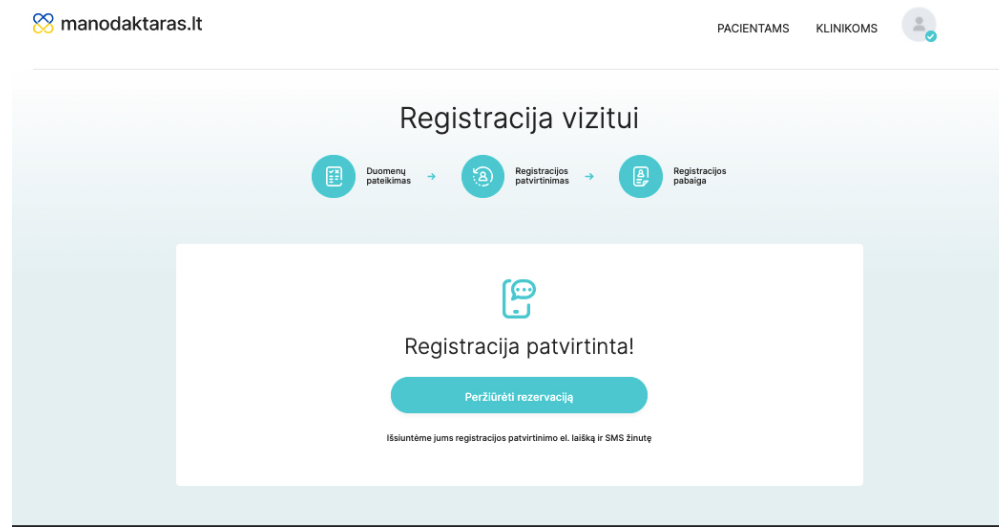 manodaktaras.lt
PACIENTAMS
KLINIKOMS
Registracija vizitui
Duomenų
pateikimas
Registracijos
patvirtinimas
Registracijos
pabaiga
Registracija patvirtinta!
Peržiūrėti rezervaciją
Išsiuntėme jums registracijos patvirtinimo el. laišką ir SMS žinutę